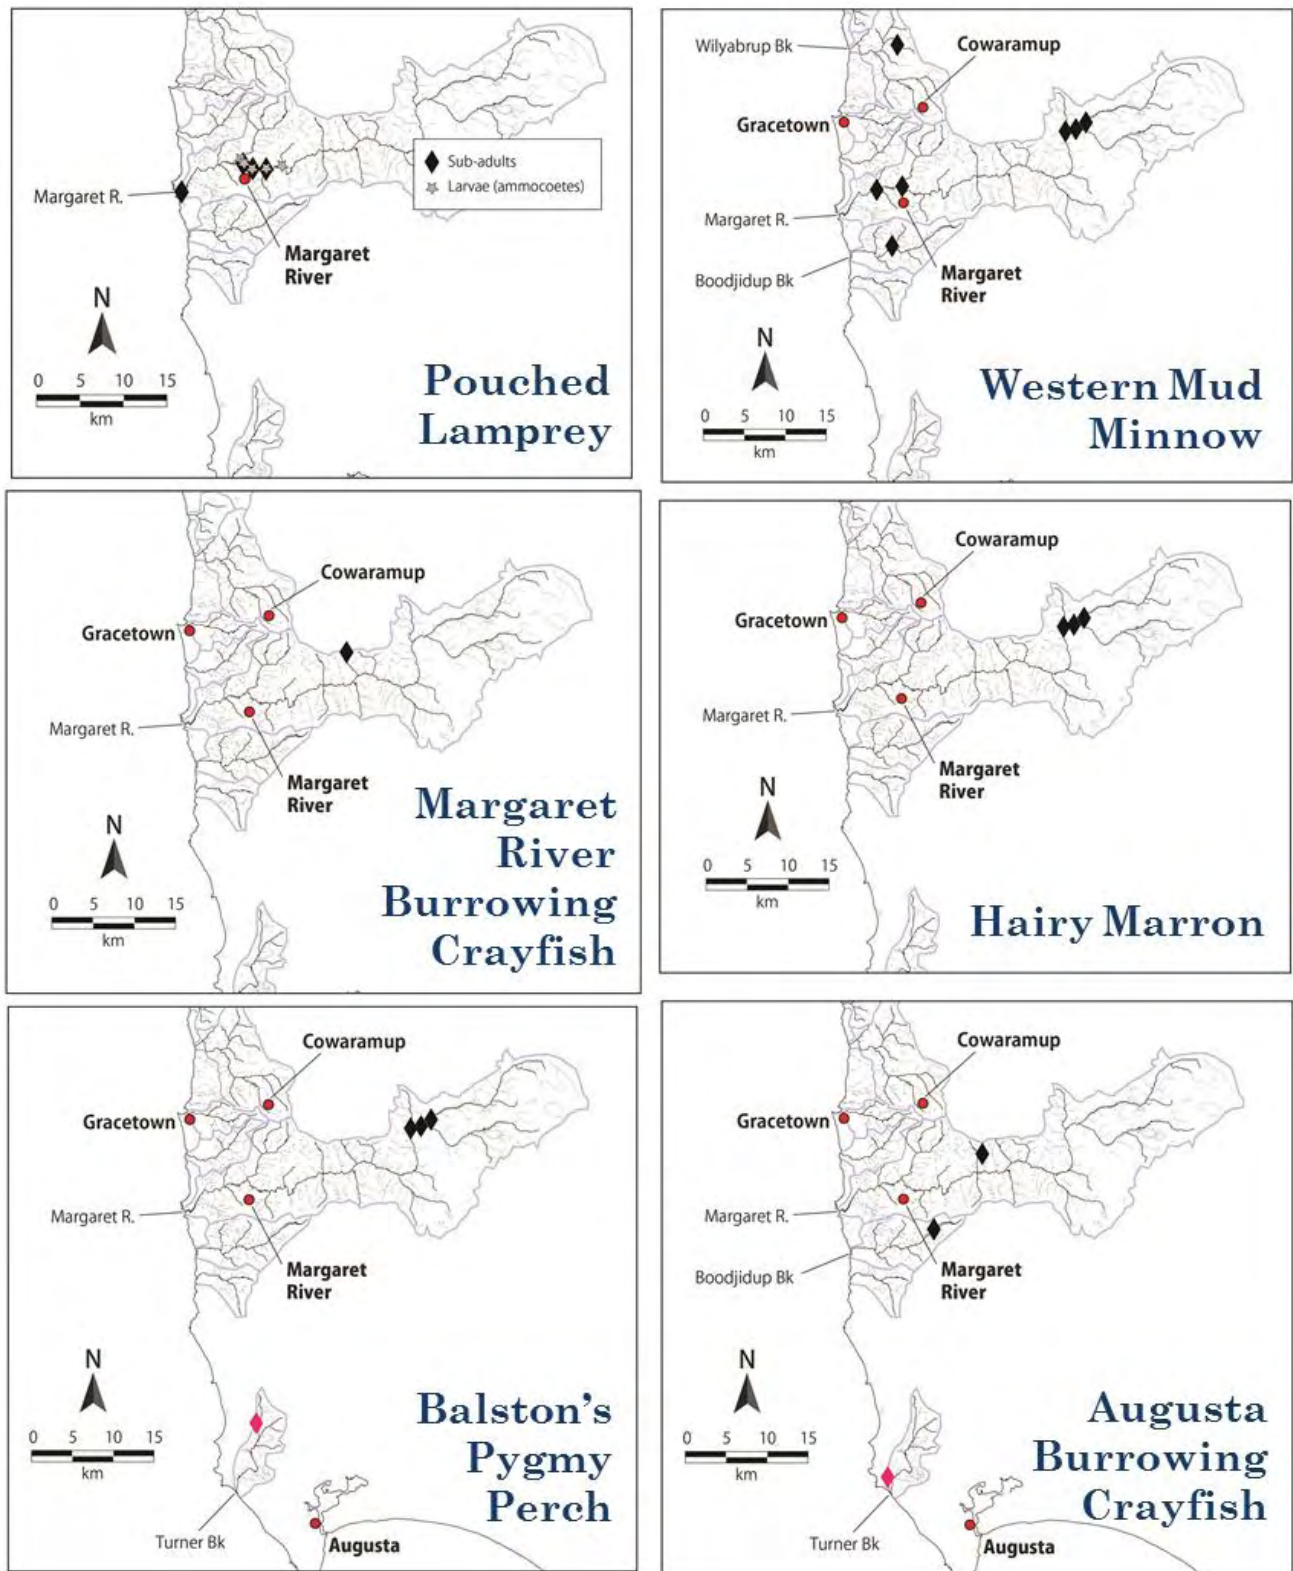 Margaret R.
Sub-adults
Larvae (ammocoetes)
Margaret
River
N
0 5 10 15
km
Pouched
Lamprey
Wilyabrup Bk
Cowaramup
Gracetown
Margaret R.
Boodjidup Bk
Margaret
River
N
0 5 10 15
km
Western Mud
Minnow
Cowaramup
Gracetown
Margaret R.
Margaret
River
N
0 5 10 15
km
Margaret
River
Burrowing
Crayfish
Cowaramup
Gracetown
Margaret R.
Margaret
River
N
0 5 10 15
km
Hairy Marron
Cowaramup
Gracetown
Margaret R.
Margaret
River
N
0 5 10 15
km
Turner Bk
Augusta
Balston's
Pygmy
Perch
Cowaramup
Gracetown
Margaret R.
Boodjidup Bk
Margaret
River
N
0 5 10 15
km
Turner Bk
Augusta
Augusta
Burrowing
Crayfish